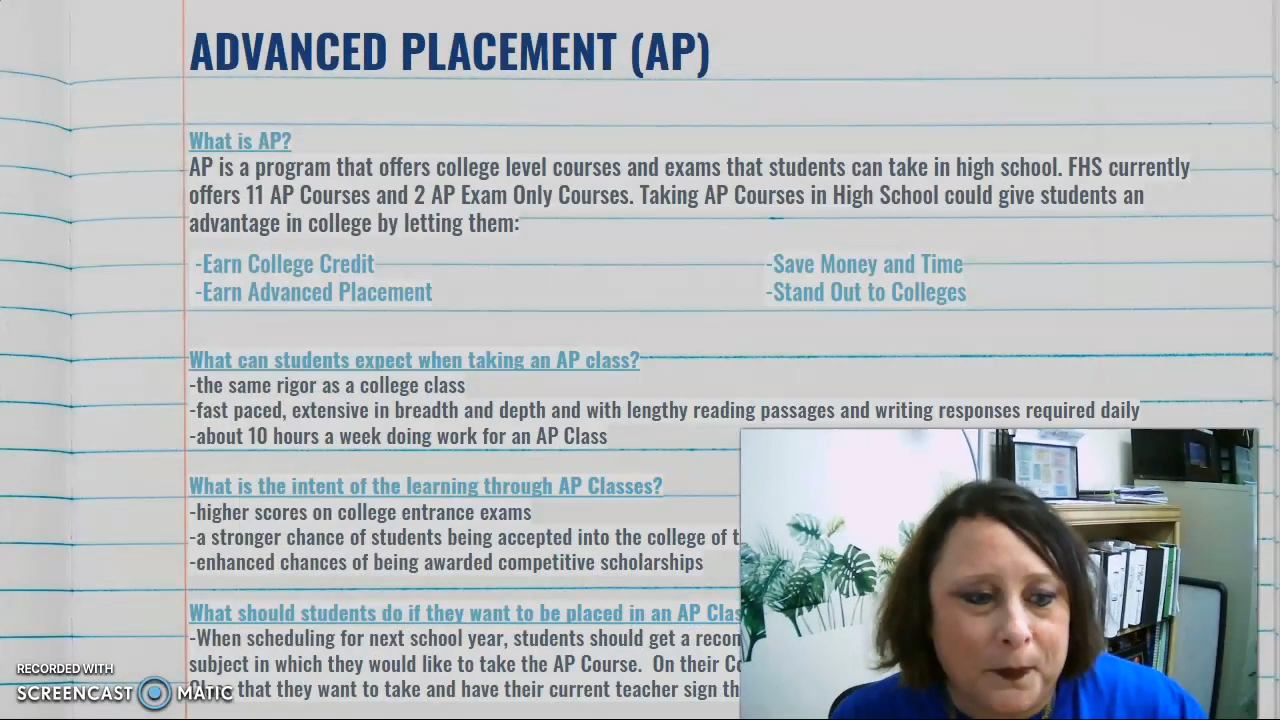 ADVANCED PLACEMENT (AP)
What is AP?
AP is a program that offers college level courses and exams that students can take in high school. FHS currently
offers 11 AP Courses and 2 AP Exam Only Courses. Taking AP Courses in High School could give students an
advantage in college by letting them:
-Earn College Credit
-Earn Advanced Placement
-Save Money and Time
-Stand Out to Colleges
What can students expect when taking an AP class?
-the same rigor as a college class
-fast paced, extensive in breadth and depth and with lengthy reading passages and writing responses required daily
-about 10 hours a week doing work for an AP Class
What is the intent of the learning through AP Classes?
-higher scores on college entrance exams
-a stronger chance of students being accepted into the college of
-enhanced chances of being awarded competitive scholarships
What should students do if they want to be placed in an AP
-When scheduling for next school year, students should get a
subject in which they would like to take the AP Course. On their
that they want to take and have their current teacher sign
RECORDED WITH
SCREENCAST MATIC